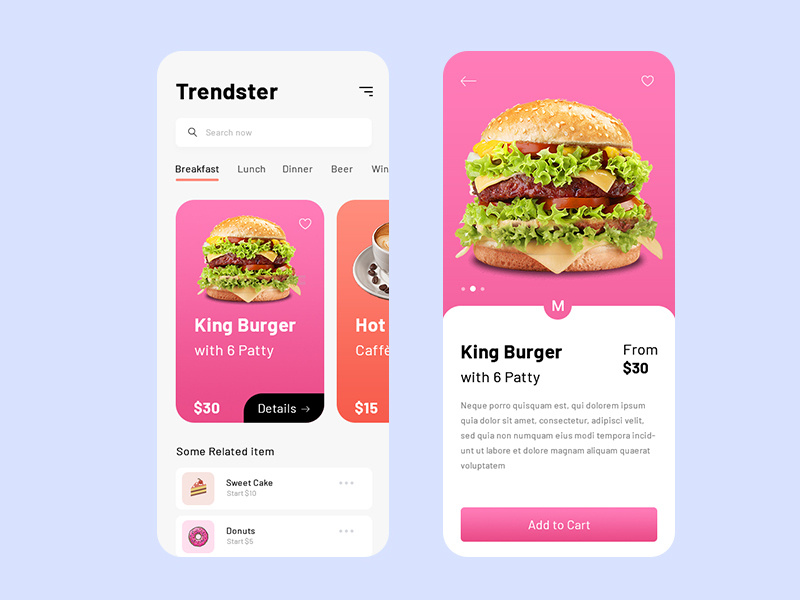 Trendster
Search now
Breakfast Lunch Dinner Beer Win
King Burger
with 6 Patty
$30
Details →
Hot
Caffè
$15
Some Related item
Sweet Cake
Start $10
Donuts
Start $5
M
King Burger
with 6 Patty
From
$30
Neque porro quisquam est, qui dolorem ipsum
quia dolor sit amet, consectetur, adipisci velit,
sed quia non numquam eius modi tempora incid-
unt ut labore et dolore magnam aliquam quaerat
voluptatem
Add to Cart